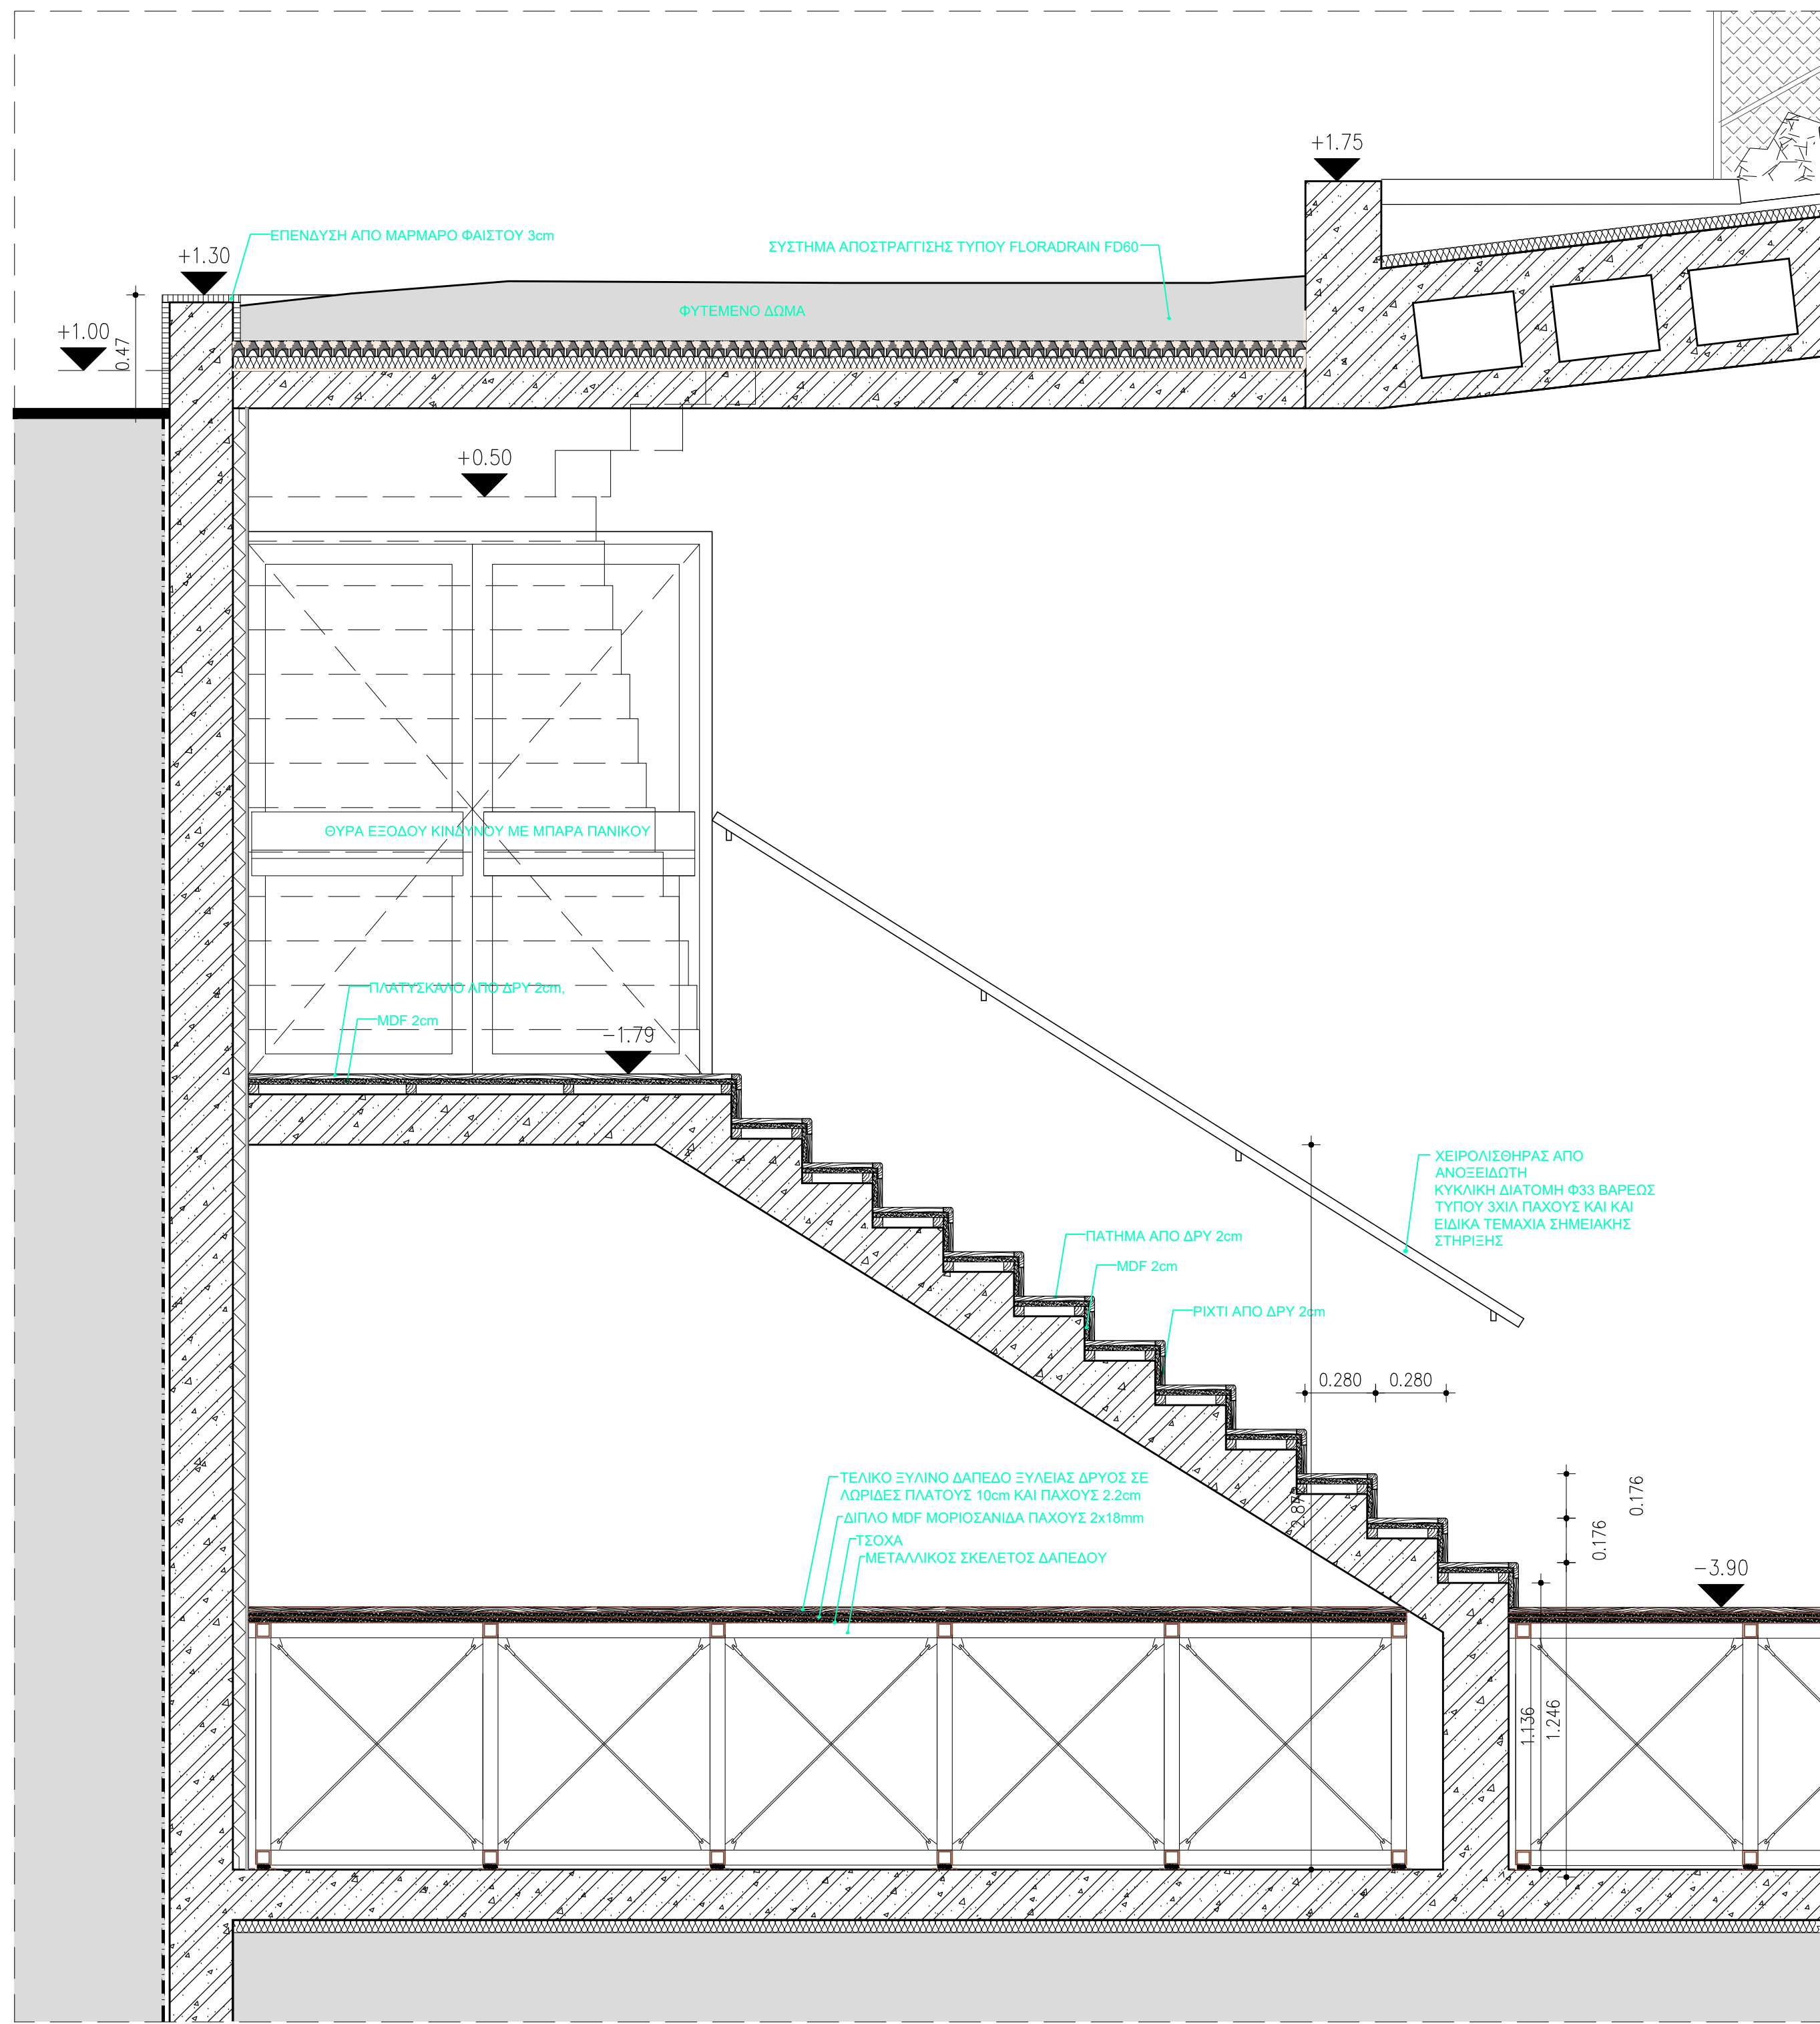 +1.75
ΕΠΕΝΔΥΣΗ ΑΠΟ ΜΑΡΜΑΡΟ ΦΑΙΣΤΟΥ 3cm
ΣΥΣΤΗΜΑ ΑΠΟΣΤΡΑΓΓΙΣΗΣ ΤΥΠΟΥ FLORADRAIN FD60
+1.30
ΦΥΤΕΜΕΝΟ ΔΩΜΑ
+1.00
0.47
+0.50
ΘΥΡΑ ΕΞΟΔΟΥ ΚΙΝΔΥΝΟΥ ΜΕ ΜΠΑΡΑ ΠΑΝΙΚΟΥ
ΠΛΑΤΥΣΚΑΛΟ ΑΠΟ ΔΡΥ 2cm,
MDF 2cm
−1.79
ΧΕΙΡΟΛΙΣΘΗΡΑΣ ΑΠΟ
ΑΝΟΞΕΙΔΩΤΗ
ΚΥΚΛΙΚΗ ΔΙΑΤΟΜΗ Φ33 ΒΑΡΕΩΣ
ΤΥΠΟΥ 3ΧΙΛ ΠΑΧΟΥΣ ΚΑΙ ΚΑΙ
ΕΙΔΙΚΑ ΤΕΜΑΧΙΑ ΣΗΜΕΙΑΚΗΣ
ΣΤΗΡΙΞΗΣ
ΠΑΤΗΜΑ ΑΠΟ ΔΡΥ 2cm
MDF 2cm
ΡΙΧΤΙ ΑΠΟ ΔΡΥ 2cm
0.280
0.280
ΤΕΛΙΚΟ ΞΥΛΙΝΟ ΔΑΠΕΔΟ ΞΥΛΕΙΑΣ ΔΡΥΟΣ ΣΕ
ΛΩΡΙΔΕΣ ΠΛΑΤΟΥΣ 10cm ΚΑΙ ΠΑΧΟΥΣ 2.2cm
ΔΙΠΛΟ MDF ΜΟΡΙΟΣΑΝΙΔΑ ΠΑΧΟΥΣ 2x18mm
ΤΣΟΧΑ
ΜΕΤΑΛΛΙΚΟΣ ΣΚΕΛΕΤΟΣ ΔΑΠΕΔΟΥ
0.176
0.176
−3.90
1.136
1.246